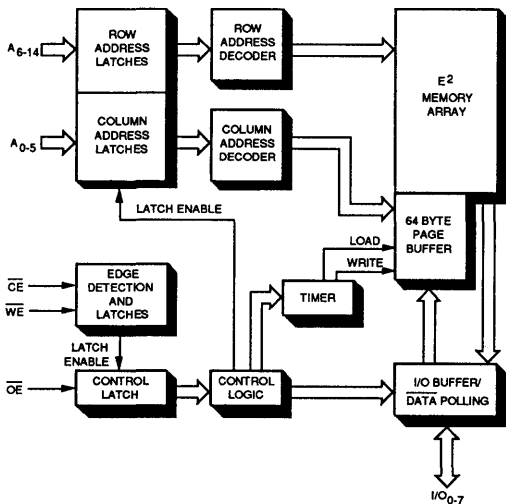 A6-14
ROW
ADDRESS
LATCHES
ROW
ADDRESS
DECODER
E2
MEMORY
ARRAY
A0-5
COLUMN
ADDRESS
LATCHES
COLUMN
ADDRESS
DECODER
LATCH ENABLE
64 BYTE
PAGE
BUFFER
LOAD
WRITE
TIMER
CE
WE
EDGE
DETECTION
AND
LATCHES
LATCH
ENABLE
OE
CONTROL
LATCH
CONTROL
LOGIC
I/O BUFFER/
DATA POLLING
I/O0-7